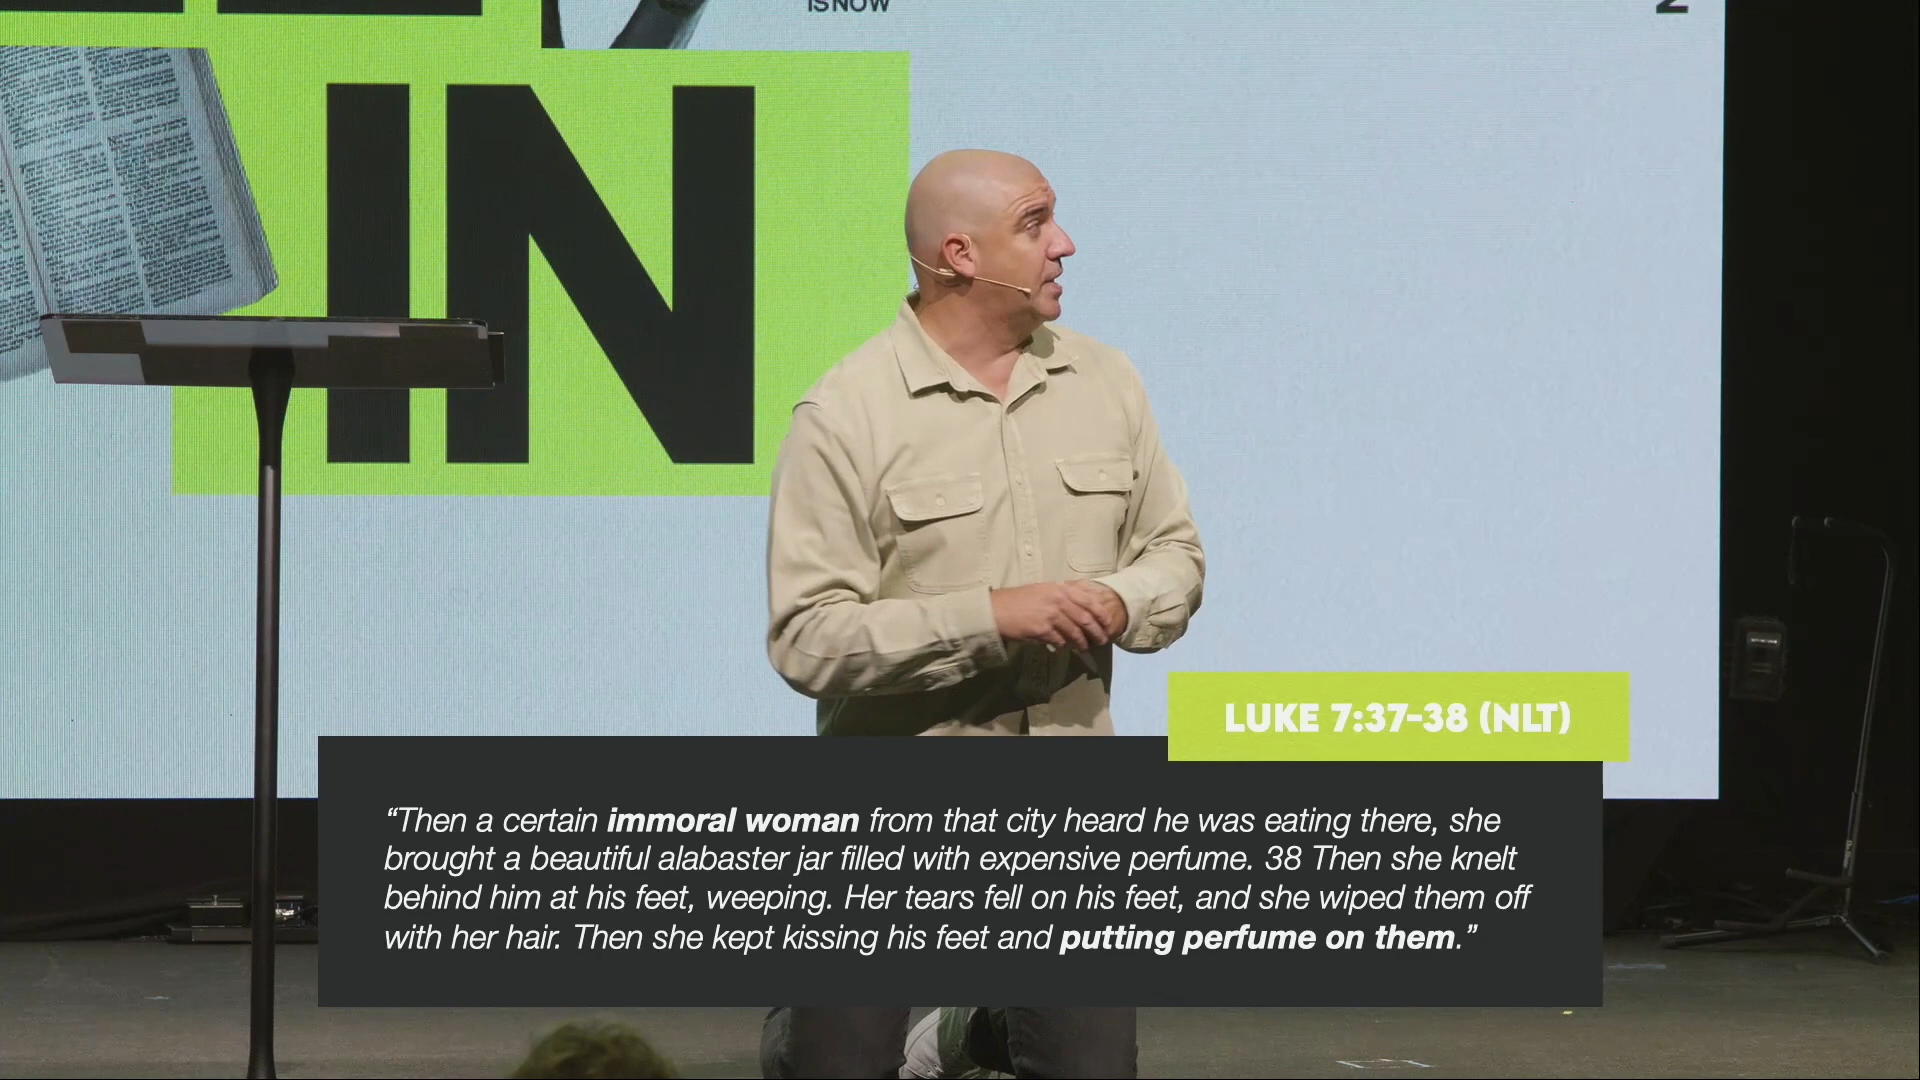 IS NOW
IN
LUKE 7:37-38 (NLT)
“Then a certain immoral woman from that city heard he was eating there, she
brought a beautiful alabaster jar filled with expensive perfume. 38 Then she knelt
behind him at his feet, weeping. Her tears fell on his feet, and she wiped them off
with her hair. Then she kept kissing his feet and putting perfume on them.”